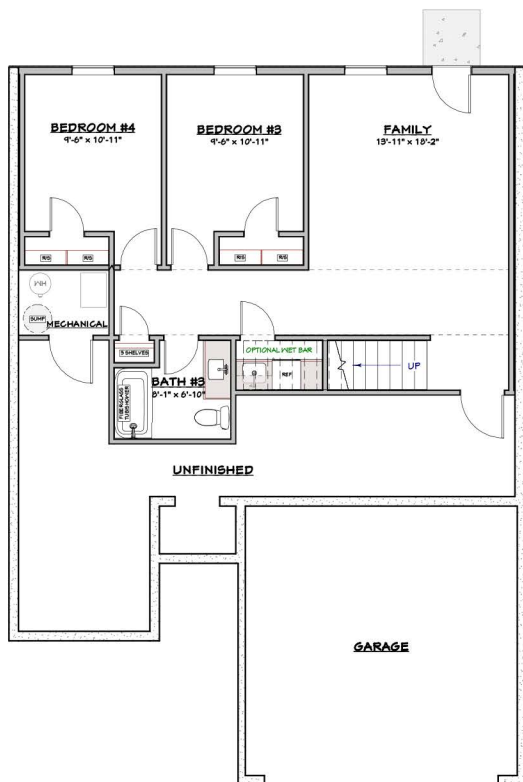 BEDROOM #4
9'-6" x 10'-11"
BEDROOM #3
9'-6" x 10'-11"
FAMILY
13'-11" x 18'-2"
R/S
R/S
R/S
R/S
HW
SUMP
MECHANICAL
5 SHELVES
OPTIONAL WET BAR
REF
UP
FIBERGLASS
TUB/SHOWER
BATH #3
8'-1" x 6'-10"
UNFINISHED
GARAGE